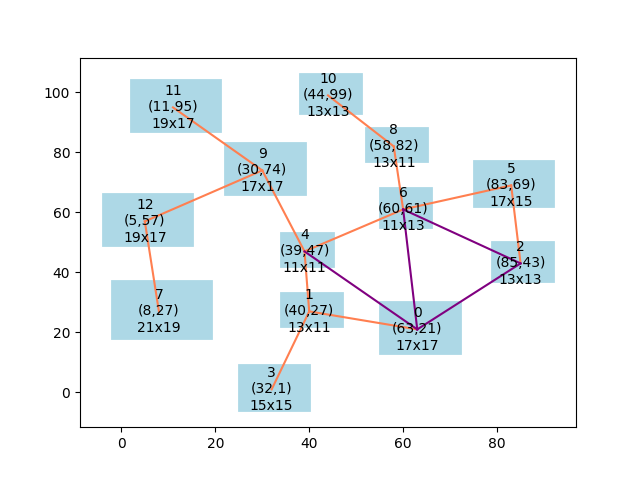 11
(11,95)
19x17
10
(44,99)
13x13
8
(58,82)
13x11
9
(30,74)
17x17
5
(83,69)
17x15
6
(60,61)
11x13
12
(5,57)
19x17
4
(39,47)
11x11
2
(85,43)
13x13
7
(8,27)
21x19
1
(40,27)
13x11
0
(63,21)
17x17
3
(32,1)
15x15
100
80
60
40
20
0
0
20
40
60
80